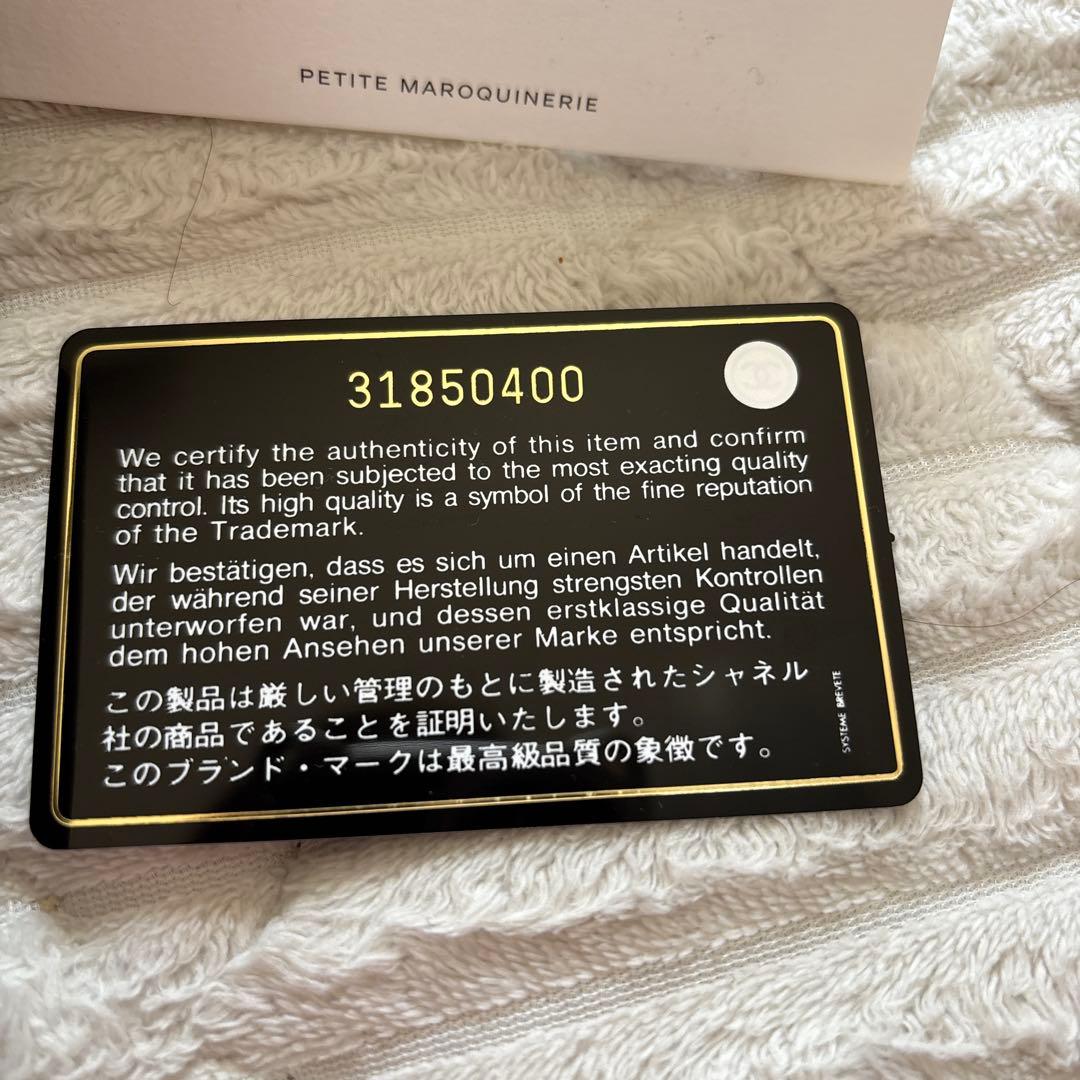 PETITE MAROQUINERIE
31850400
We certify the authenticity of this item and confirm
that it has been subjected to the most exacting quality
control. Its high quality is a symbol of the fine reputation
of the Trademark.
Wir bestätigen, dass es sich um einen Artikel handelt,
der während seiner Herstellung strengsten Kontrollen
unterworfen war, und dessen erstklassige Qualität
dem hohen Ansehen unserer Marke entspricht.
この製品は厳しい管理のもとに製造されたシャネル
社の商品であることを証明いたします。
このブランド・マークは最高級品質の象徴です。
SYSTEME BREVETE